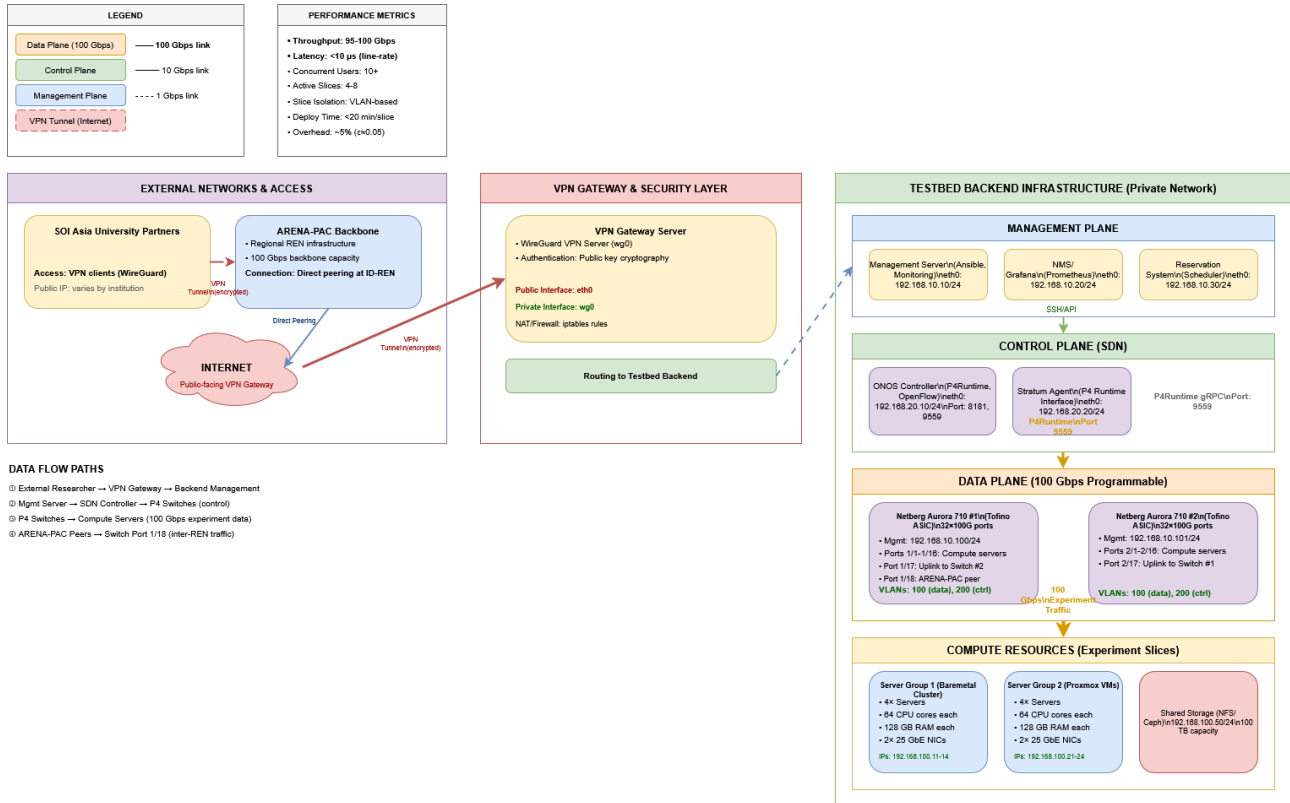 LEGEND
Data Plane (100 Gbps)
100 Gbps link
Control Plane
10 Gbps link
Management Plane
1 Gbps link
VPN Tunnel (Internet)
PERFORMANCE METRICS
• Throughput: 95-100 Gbps
• Latency: <10 µs (line-rate)
• Concurrent Users: 10+
• Active Slices: 4-8
• Slice Isolation: VLAN-based
• Deploy Time: <20 min/slice
• Overhead: ~5% (ε≈0.05)
EXTERNAL NETWORKS & ACCESS
SOI Asia University Partners
Access: VPN clients (WireGuard)
Public IP: varies by institution
VPN
Tunnel\n(encrypted)
ARENA-PAC Backbone
• Regional REN infrastructure
• 100 Gbps backbone capacity
Connection: Direct peering at ID-REN
Direct Peering
INTERNET
Public-facing VPN Gateway
VPN
Tunnel\n(encrypted)
VPN GATEWAY & SECURITY LAYER
VPN Gateway Server
• WireGuard VPN Server (wg0)
• Authentication: Public key cryptography
Public Interface: eth0
Private Interface: wg0
NAT/Firewall: iptables rules
Routing to Testbed Backend
TESTBED BACKEND INFRASTRUCTURE (Private Network)
MANAGEMENT PLANE
Management Server\n(Ansible,
Monitoring)\neth0:
192.168.10.10/24
NMS/
Grafana\n(Prometheus)\neth0:
192.168.10.20/24
Reservation
System\n(Scheduler)\neth0:
192.168.10.30/24
SSH/API
CONTROL PLANE (SDN)
ONOS Controller\n(P4Runtime,
OpenFlow)\neth0:
192.168.20.10/24\nPort: 8181,
9559
Stratum Agent\n(P4 Runtime
Interface)\neth0:
192.168.20.20/24
P4Runtime\nPort
9559
P4Runtime gRPC\nPort:
9559
DATA PLANE (100 Gbps Programmable)
Netberg Aurora 710 #1\n(Tofino
ASIC)\n32×100G ports
• Mgmt: 192.168.10.100/24
• Ports 1/1-1/16: Compute servers
• Port 1/17: Uplink to Switch #2
• Port 1/18: ARENA-PAC peer
VLANs: 100 (data), 200 (ctrl)
Netberg Aurora 710 #2\n(Tofino
ASIC)\n32×100G ports
• Mgmt: 192.168.10.101/24
• Ports 2/1-2/16: Compute servers
• Port 2/17: Uplink to Switch #1
VLANs: 100 (data), 200 (ctrl)
100
Gbps\nExperiment
Traffic
COMPUTE RESOURCES (Experiment Slices)
Server Group 1 (Baremetal
Cluster)
• 4× Servers
• 64 CPU cores each
• 128 GB RAM each
• 2× 25 GbE NICs
IPs: 192.168.100.11-14
Server Group 2 (Proxmox VMs)
• 4× Servers
• 64 CPU cores each
• 128 GB RAM each
• 2× 25 GbE NICs
IPs: 192.168.100.21-24
Shared Storage (NFS/
Ceph)\n192.168.100.50/24\n100
TB capacity
DATA FLOW PATHS
① External Researcher → VPN Gateway → Backend Management
② Mgmt Server → SDN Controller → P4 Switches (control)
③ P4 Switches → Compute Servers (100 Gbps experiment data)
④ ARENA-PAC Peers → Switch Port 1/18 (inter-REN traffic)